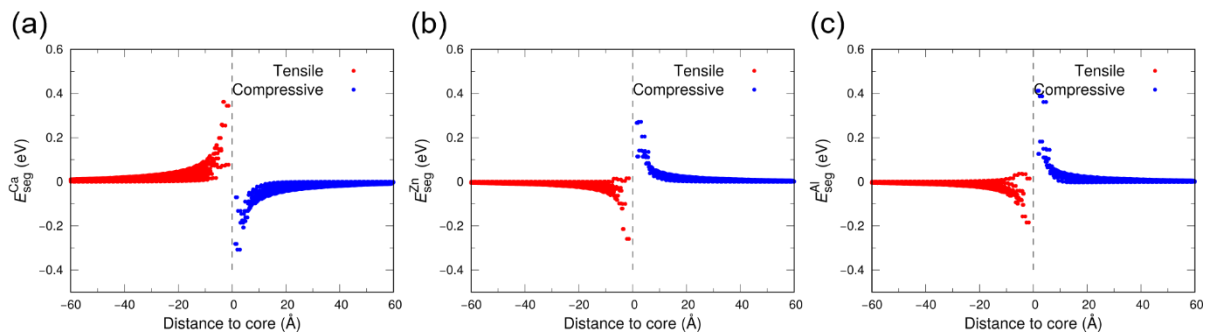 (a)
E_seg^Ca (eV)
0.6
0.4
0.2
0
−0.2
−0.4
Tensile
Compressive
−60 −40 −20 0 20 40 60
Distance to core (Å)
(b)
E_seg^Zn (eV)
0.6
0.4
0.2
0
−0.2
−0.4
Tensile
Compressive
−60 −40 −20 0 20 40 60
Distance to core (Å)
(c)
E_seg^Al (eV)
0.6
0.4
0.2
0
−0.2
−0.4
Tensile
Compressive
−60 −40 −20 0 20 40 60
Distance to core (Å)